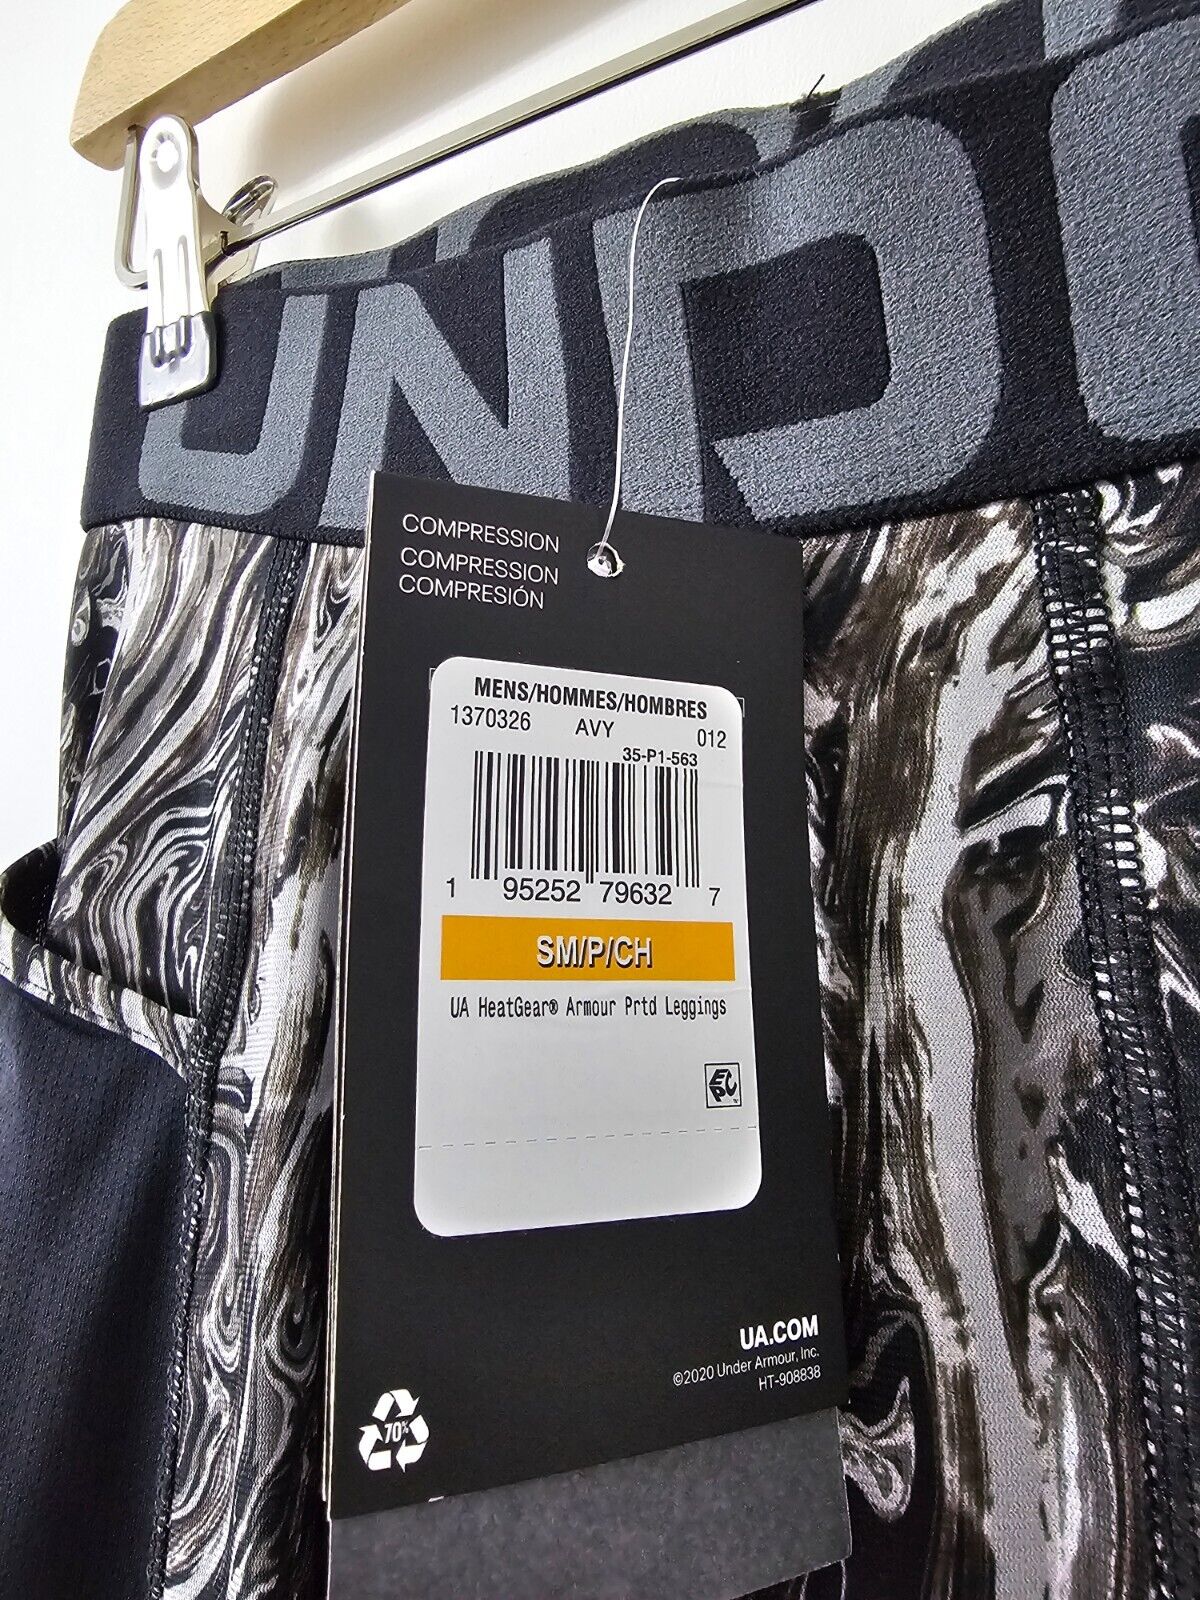 UND
COMPRESSION
COMPRESSION
COMPRESIÓN
MENS/HOMMES/HOMBRES
1370326 AVY 012
35-P1-563
1 95252 79632 7
SM/P/CH
UA HeatGear® Armour Prtd Leggings
EPC
UA.COM
©2020 Under Armour, Inc.
HT-908838
70%